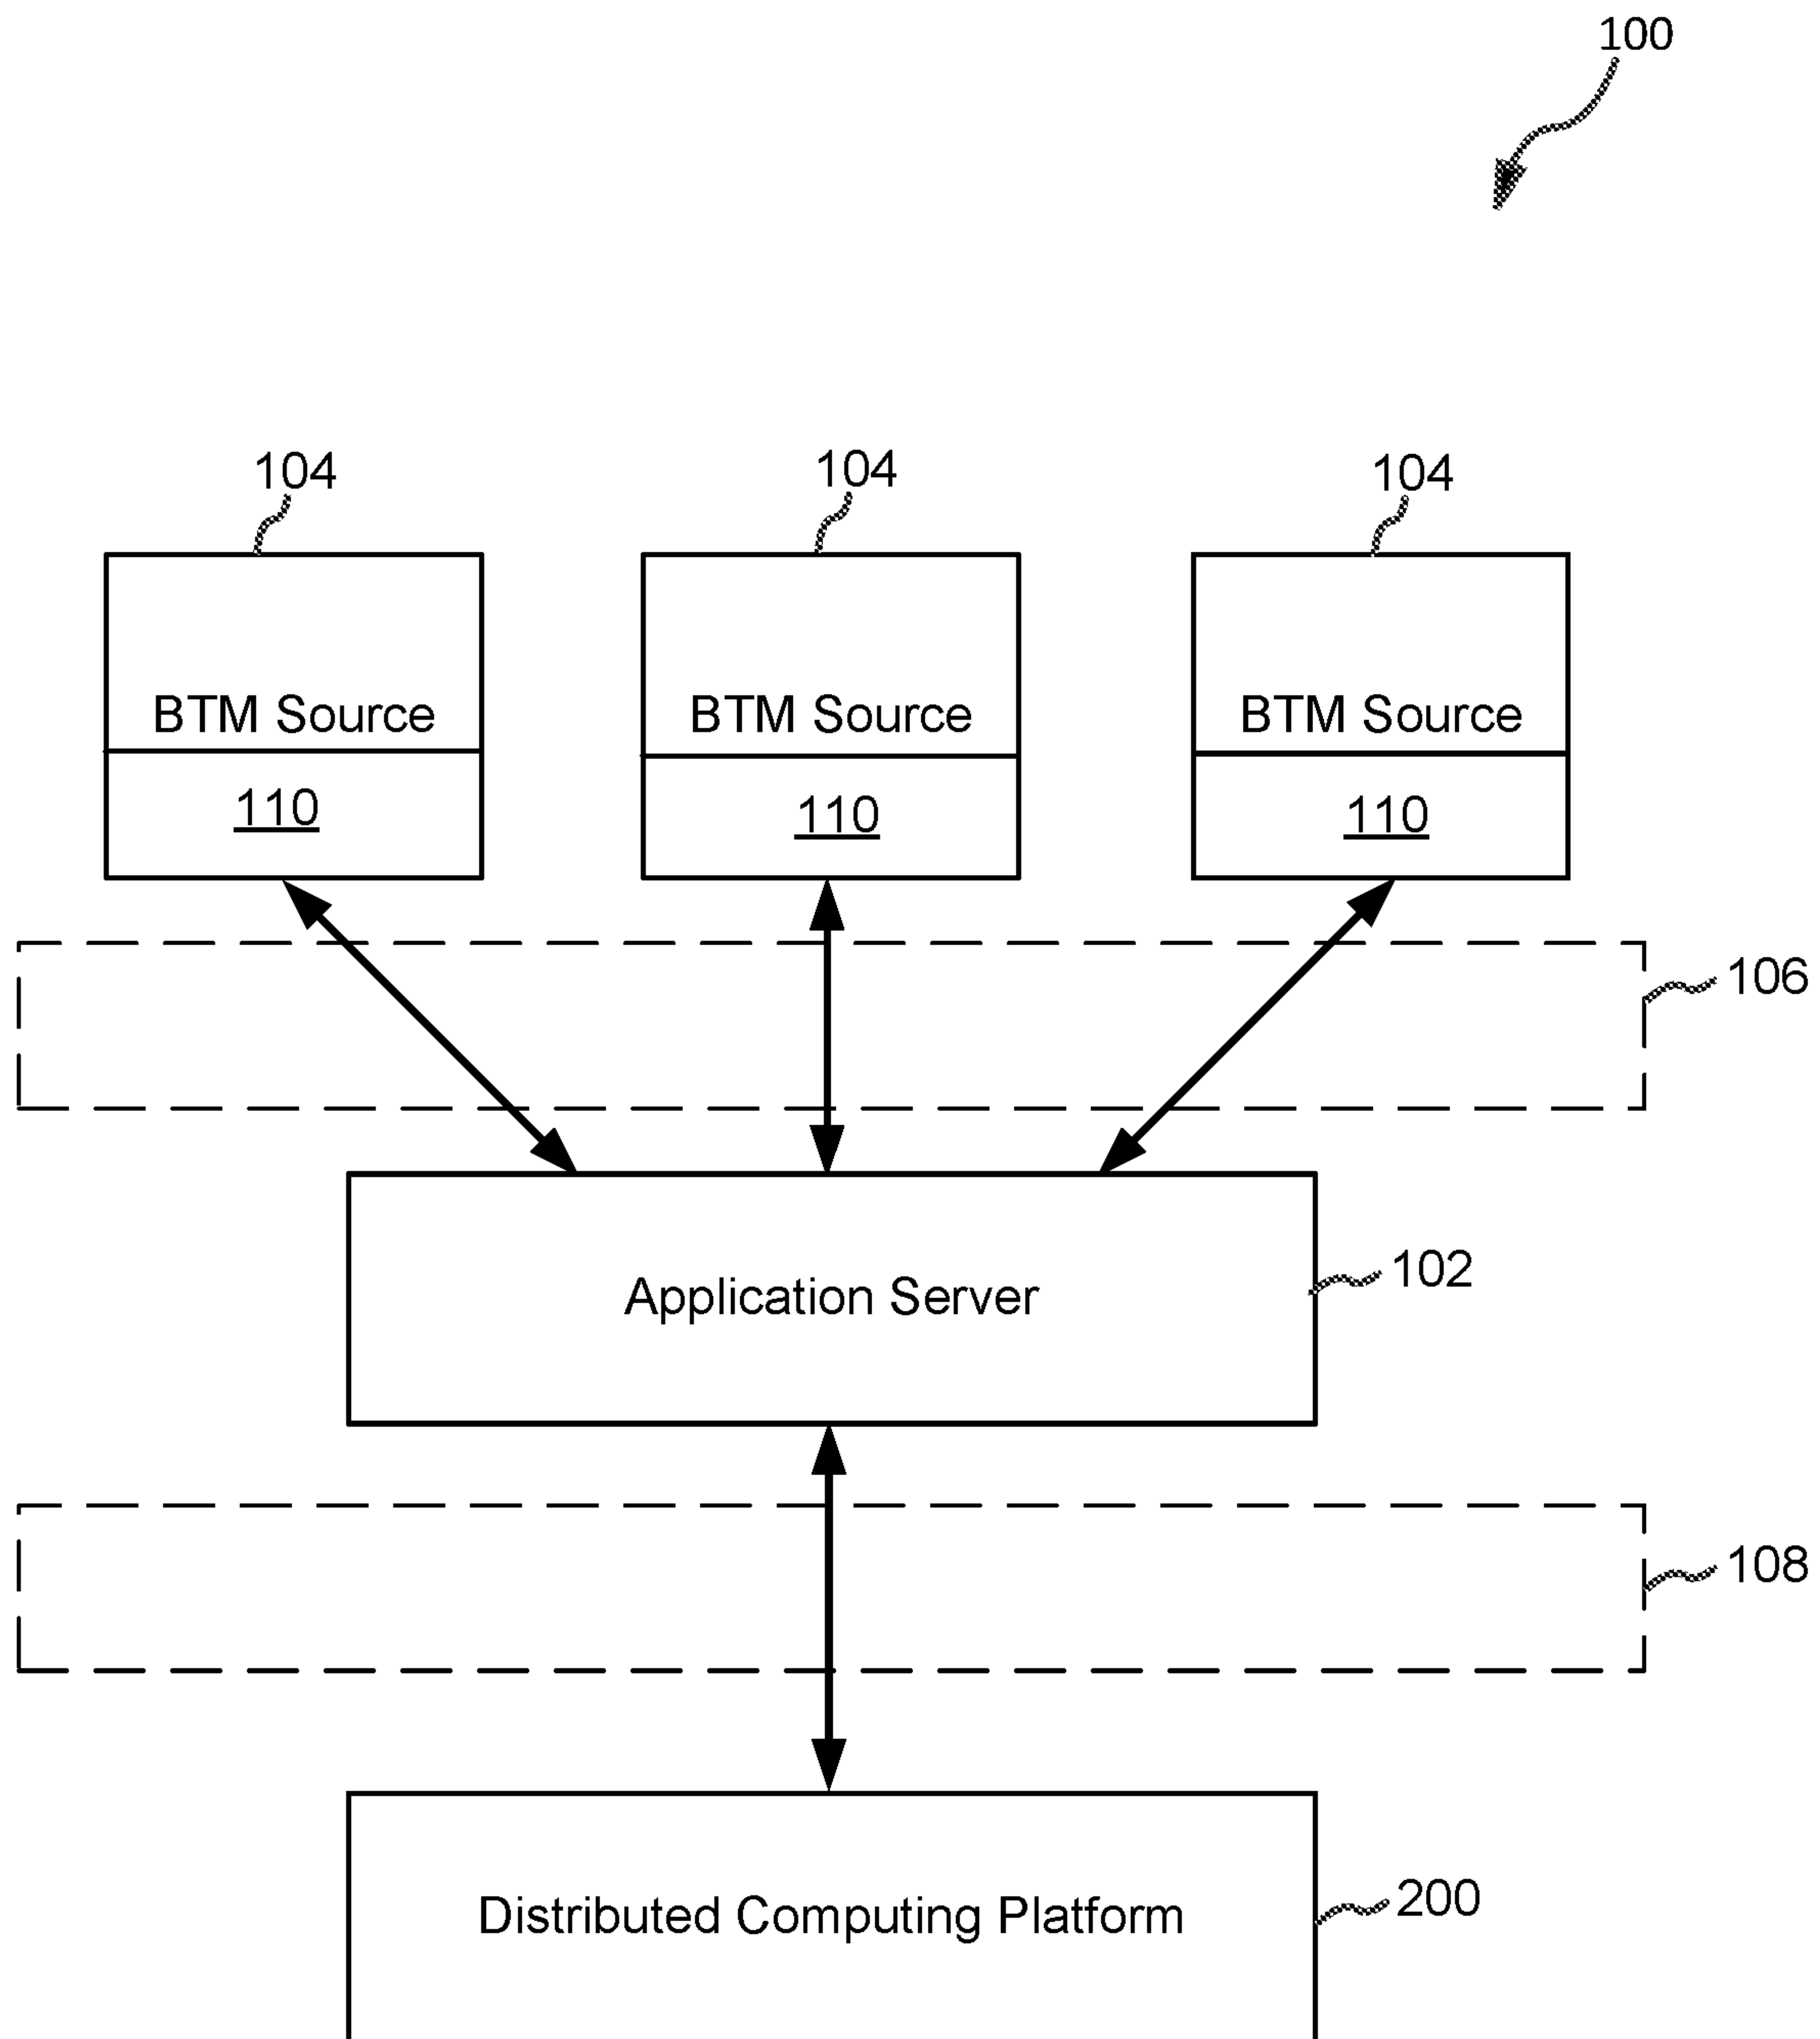 100
104 104 104
BTM Source BTM Source BTM Source
110 110 110
106
Application Server 102
108
Distributed Computing Platform 200